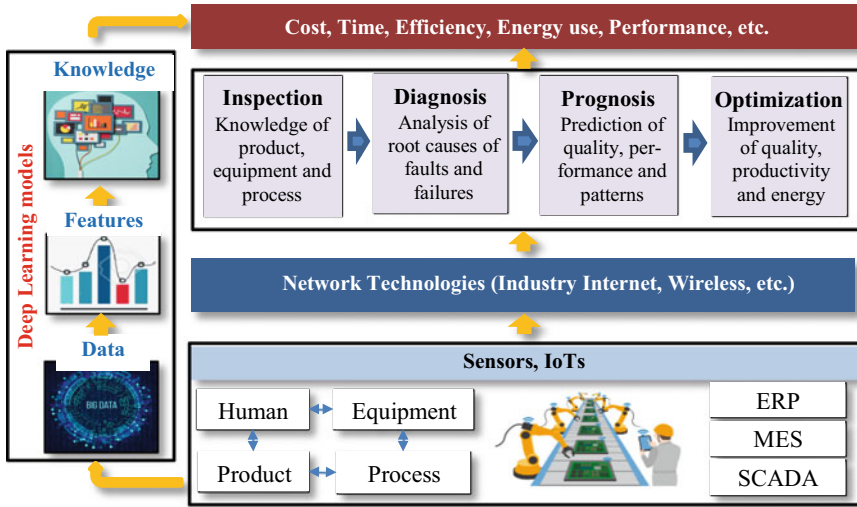 Cost, Time, Efficiency, Energy use, Performance, etc.
Knowledge
Features
Data
BIG DATA
Deep Learning models
Inspection
Knowledge of
product,
equipment and
process
Diagnosis
Analysis of
root causes of
faults and
failures
Prognosis
Prediction of
quality, per-
formance and
patterns
Optimization
Improvement
of quality,
productivity
and energy
Network Technologies (Industry Internet, Wireless, etc.)
Sensors, IoTs
Human
Equipment
Product
Process
ERP
MES
SCADA